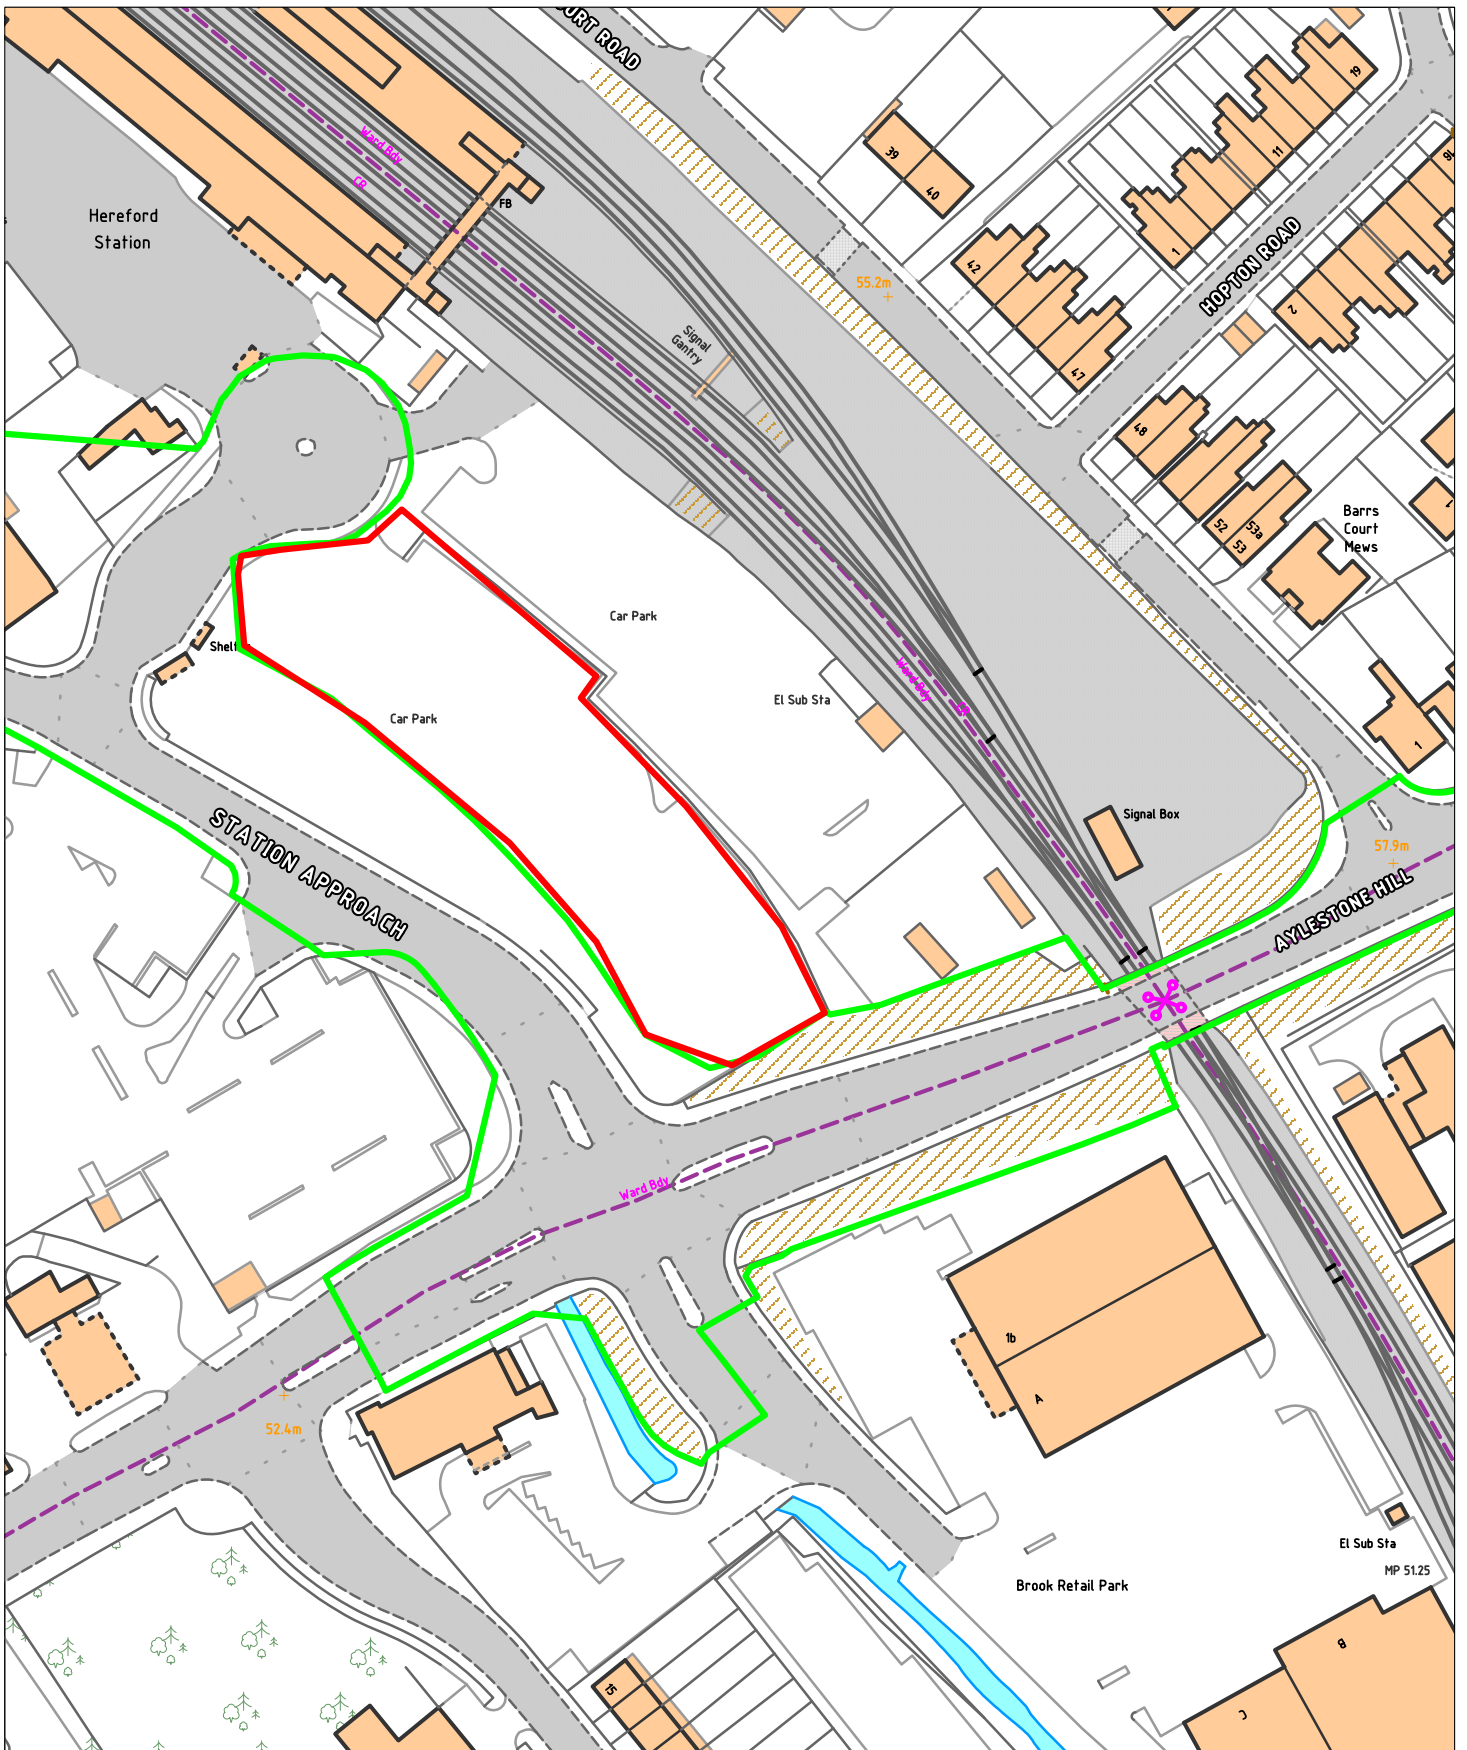 URT ROAD
19
Ward Bdy
CR
39
40
11
16
Hereford
Station
FB
1
42
HOPTON ROAD
55.2m
2
Signal
Gantry
47
48
52
53a
53
Barrs
Court
Mews
1
Car Park
Shelt
Ward Bdy
CR
El Sub Sta
Car Park
1
Signal Box
57.9m
STATION APPROACH
AYLESTONE HILL
Ward Bdy
1b
A
52.4m
El Sub Sta
MP 51.25
Brook Retail Park
B
15
C